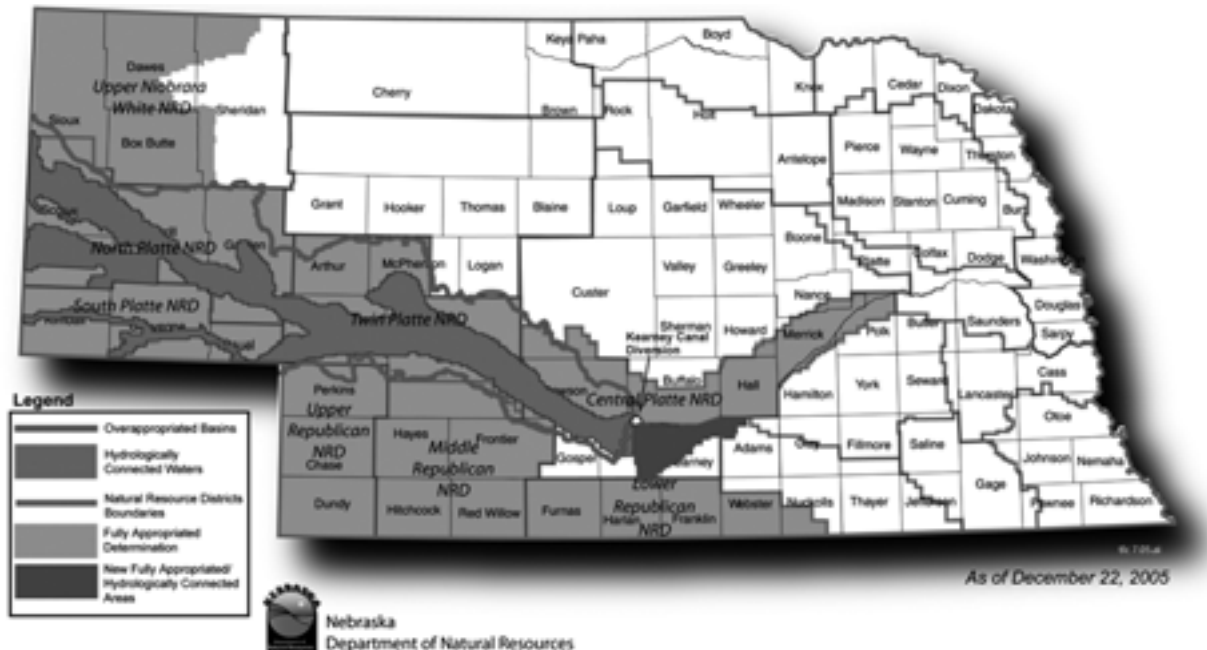 Keya Paha
Boyd
Dawes
Upper Niobrara
White NRD
Sheridan
Cherry
Brown
Rock
Holt
Knox
Cedar
Dixon
Dakota
Sioux
Box Butte
Antelope
Pierce
Wayne
Thurston
Grant
Hooker
Thomas
Blaine
Loup
Garfield
Wheeler
Madison
Stanton
Cuming
North Platte NRD
Arthur
McPherson
Logan
Custer
Valley
Greeley
Boone
Platte
Colfax
Dodge
Nance
South Platte NRD
Twin Platte NRD
Sherman
Howard
Merrick
Polk
Butler
Saunders
Douglas
Sarpy
Kearney Canal
Diversion
Buffalo
Hall
Central Platte NRD
Hamilton
York
Seward
Lancaster
Cass
Otoe
Perkins
Upper
Republican
NRD
Chase
Hayes
Frontier
Middle
Republican
NRD
Adams
Clay
Fillmore
Saline
Gage
Johnson
Nemaha
Dundy
Hitchcock
Red Willow
Furnas
Lower
Republican
NRD
Harlan
Franklin
Webster
Nuckolls
Thayer
Jefferson
Pawnee
Richardson
Legend
Overappropriated Basins
Hydrologically
Connected Waters
Natural Resource Districts
Boundaries
Fully Appropriated
Determination
New Fully Appropriated/
Hydrologically Connected
Areas
As of December 22, 2005
NEBRASKA
Nebraska
Department of Natural Resources